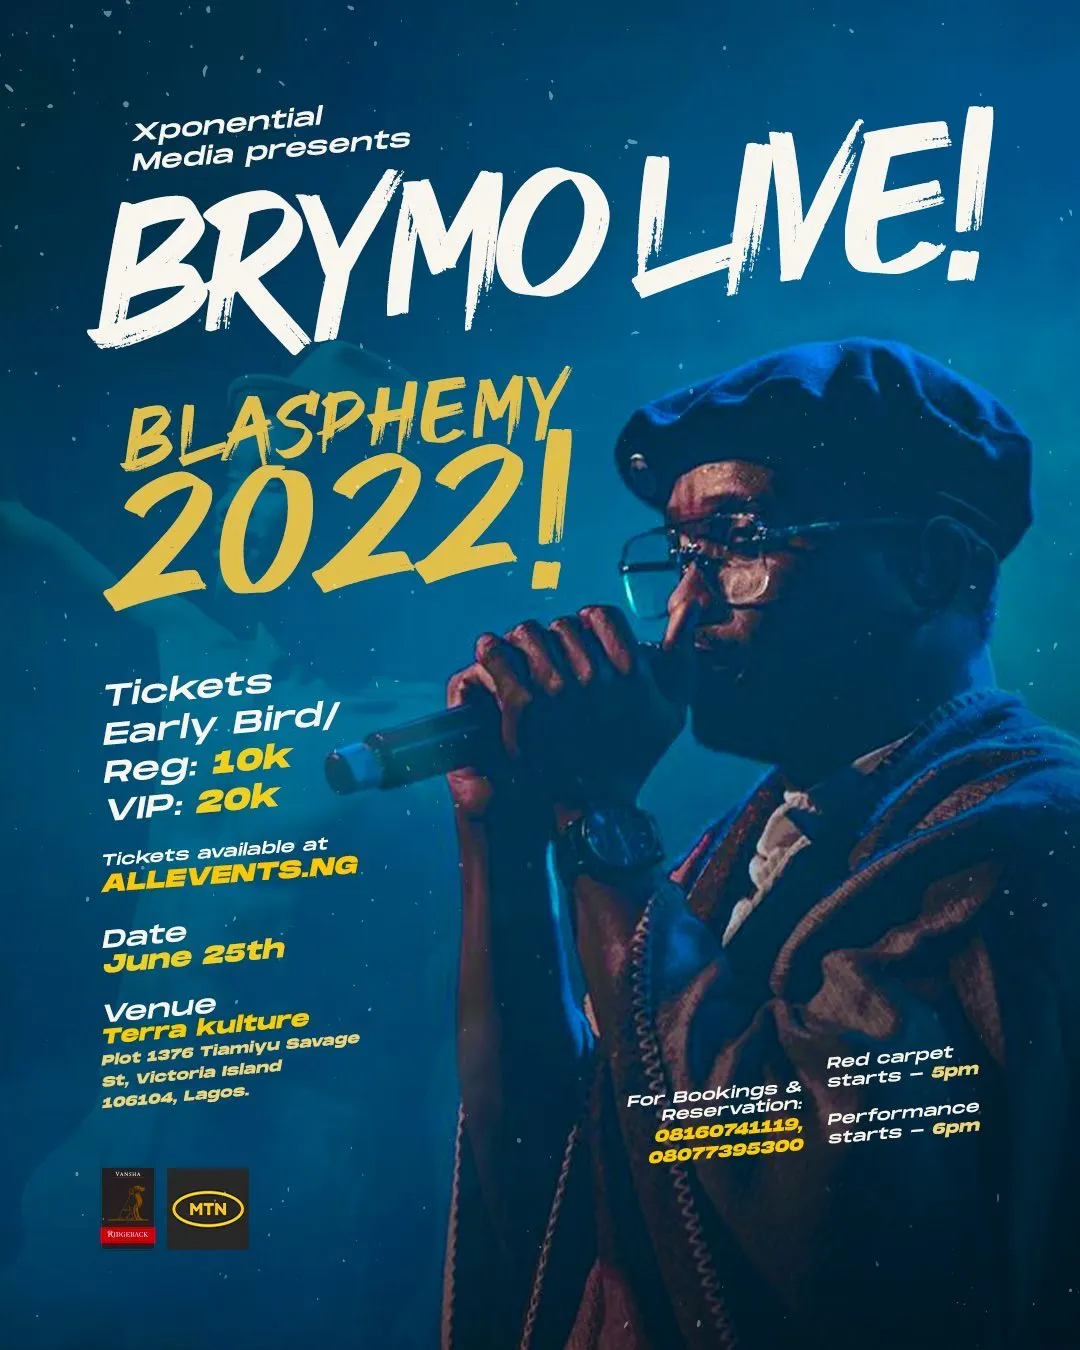 Xponential
Media presents
BRYMO LIVE!
BLASPHEMY
2022!
Tickets
Early Bird/
Reg: 10k
VIP: 20k
Tickets available at
ALLEVENTS.NG
Date
June 25th
Venue
Terra kulture
Plot 1376 Tiamiyu Savage
St, Victoria Island
106104, Lagos.
For Bookings &
Reservation:
08160741119,
08077395300
Red carpet
starts – 5pm
Performance
starts – 6pm
VANSHA
RIDGEBACK
MTN